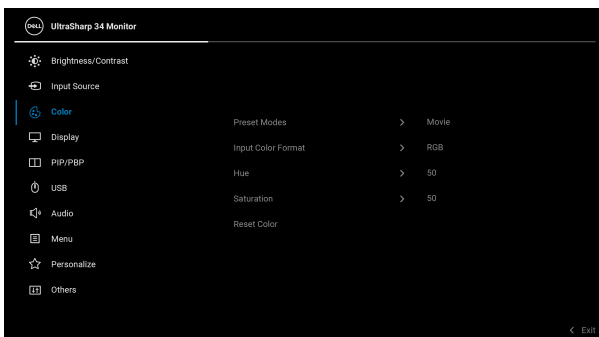 DELL UltraSharp 34 Monitor
Brightness/Contrast
Input Source
Color
Preset Modes > Movie
Display
Input Color Format > RGB
PIP/PBP
Hue > 50
USB
Saturation > 50
Audio
Reset Color
Menu
Personalize
Others
< Exit